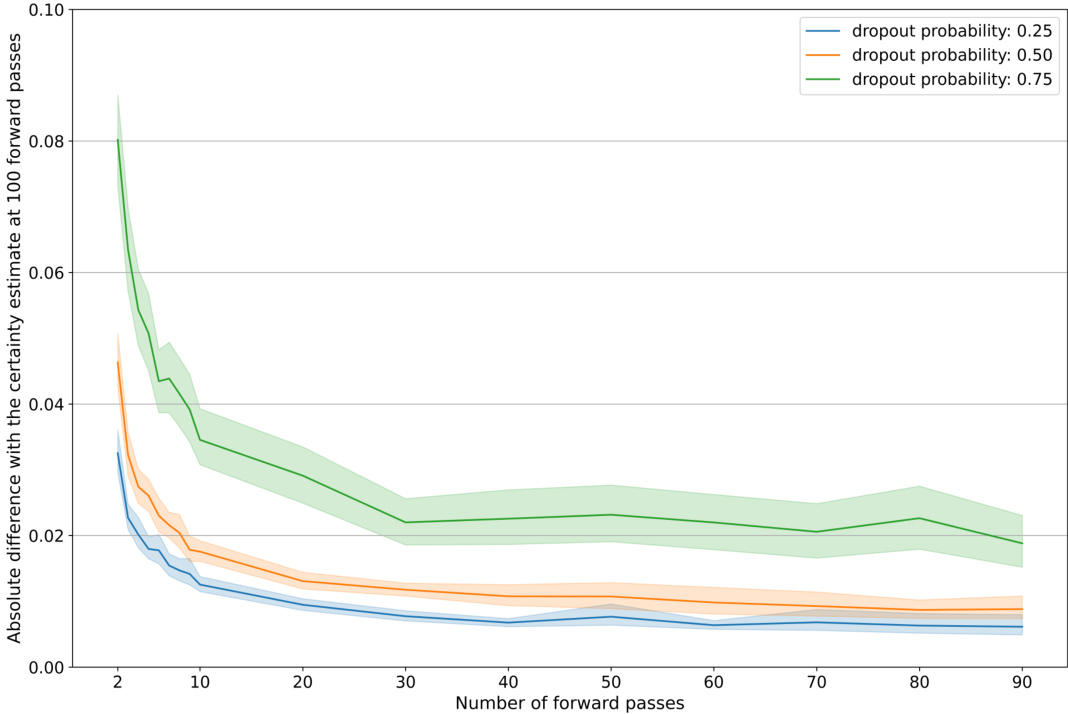 0.10
0.08
0.06
0.04
0.02
0.00
Absolute difference with the certainty estimate at 100 forward passes
dropout probability: 0.25
dropout probability: 0.50
dropout probability: 0.75
2 10 20 30 40 50 60 70 80 90
Number of forward passes